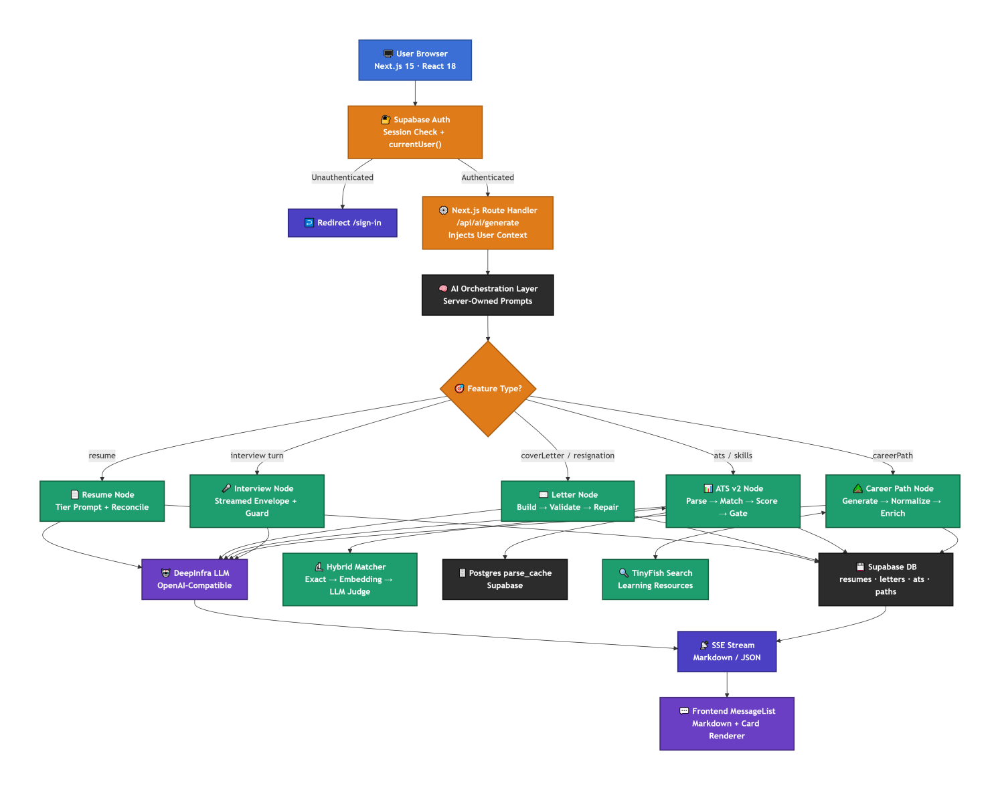 User Browser
Next.js 15 · React 18
Supabase Auth
Session Check +
currentUser()
Unauthenticated
Authenticated
Redirect /sign-in
Next.js Route Handler
/api/ai/generate
Injects User Context
AI Orchestration Layer
Server-Owned Prompts
Feature Type?
resume
interview turn
coverLetter / resignation
ats / skills
careerPath
Resume Node
Tier Prompt + Reconcile
Interview Node
Streamed Envelope +
Guard
Letter Node
Build → Validate → Repair
ATS v2 Node
Parse → Match → Score
→ Gate
Career Path Node
Generate → Normalize →
Enrich
DeepInfra LLM
OpenAI-Compatible
Hybrid Matcher
Exact → Embedding →
LLM Judge
Postgres parse_cache
Supabase
TinyFish Search
Learning Resources
Supabase DB
resumes · letters · ats ·
paths
SSE Stream
Markdown / JSON
Frontend MessageList
Markdown + Card
Renderer